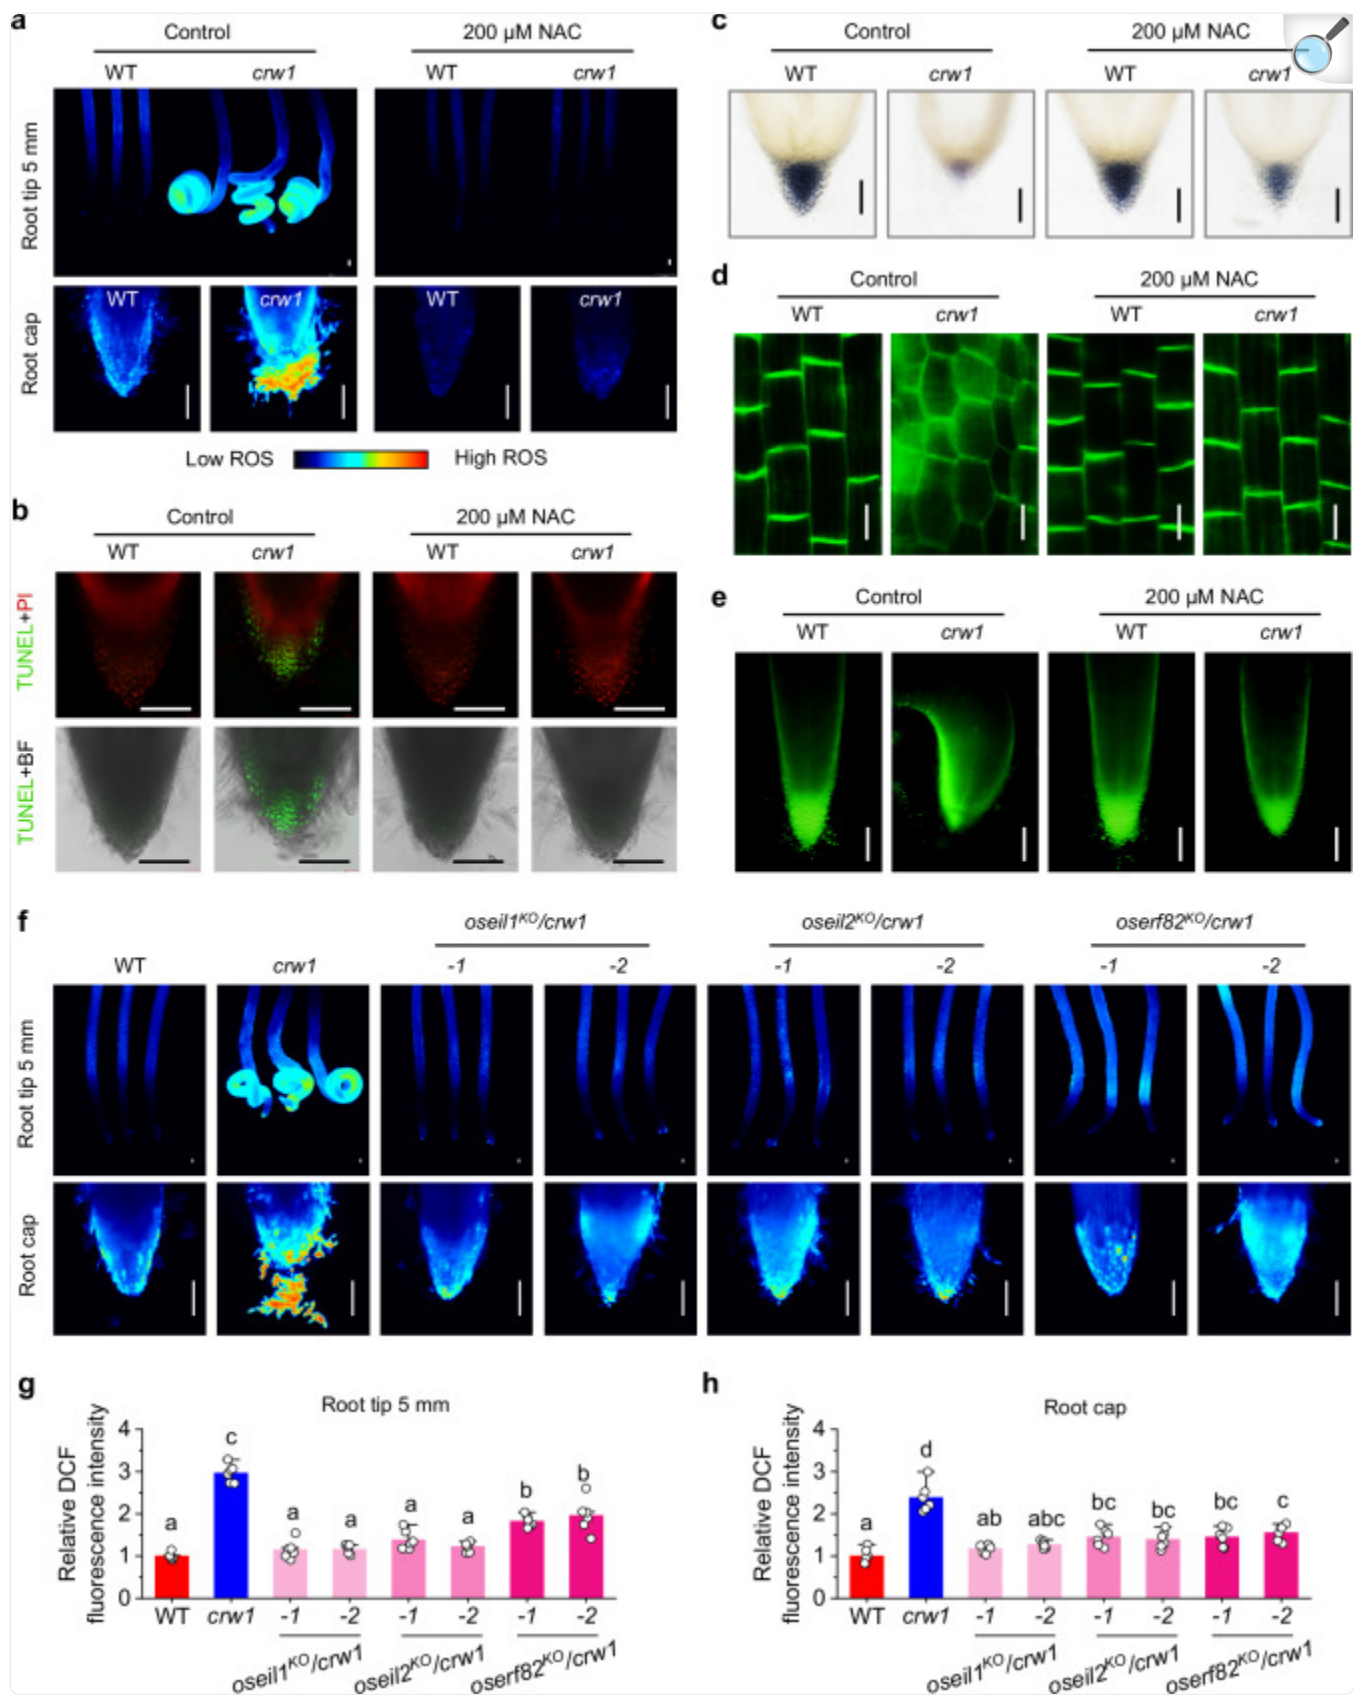 a
Control
200 µM NAC
WT
crw1
WT
crw1
Root tip 5 mm
Root cap
WT
crw1
WT
crw1
Low ROS
High ROS
b
Control
200 µM NAC
WT
crw1
WT
crw1
TUNEL+PI
TUNEL+BF
c
Control
200 µM NAC
WT
crw1
WT
crw1
d
Control
200 µM NAC
WT
crw1
WT
crw1
e
Control
200 µM NAC
WT
crw1
WT
crw1
f
oseil1KO/crw1
oseil2KO/crw1
oserf82KO/crw1
WT
crw1
-1
-2
-1
-2
-1
-2
Root tip 5 mm
Root cap
g
Root tip 5 mm
Relative DCF
fluorescence intensity
4
3
2
1
0
a
c
a
a
a
a
b
b
WT
crw1
-1
-2
-1
-2
-1
-2
oseil1KO/crw1
oseil2KO/crw1
oserf82KO/crw1
h
Root cap
Relative DCF
fluorescence intensity
4
3
2
1
0
a
d
ab
abc
bc
bc
bc
c
WT
crw1
-1
-2
-1
-2
-1
-2
oseil1KO/crw1
oseil2KO/crw1
oserf82KO/crw1